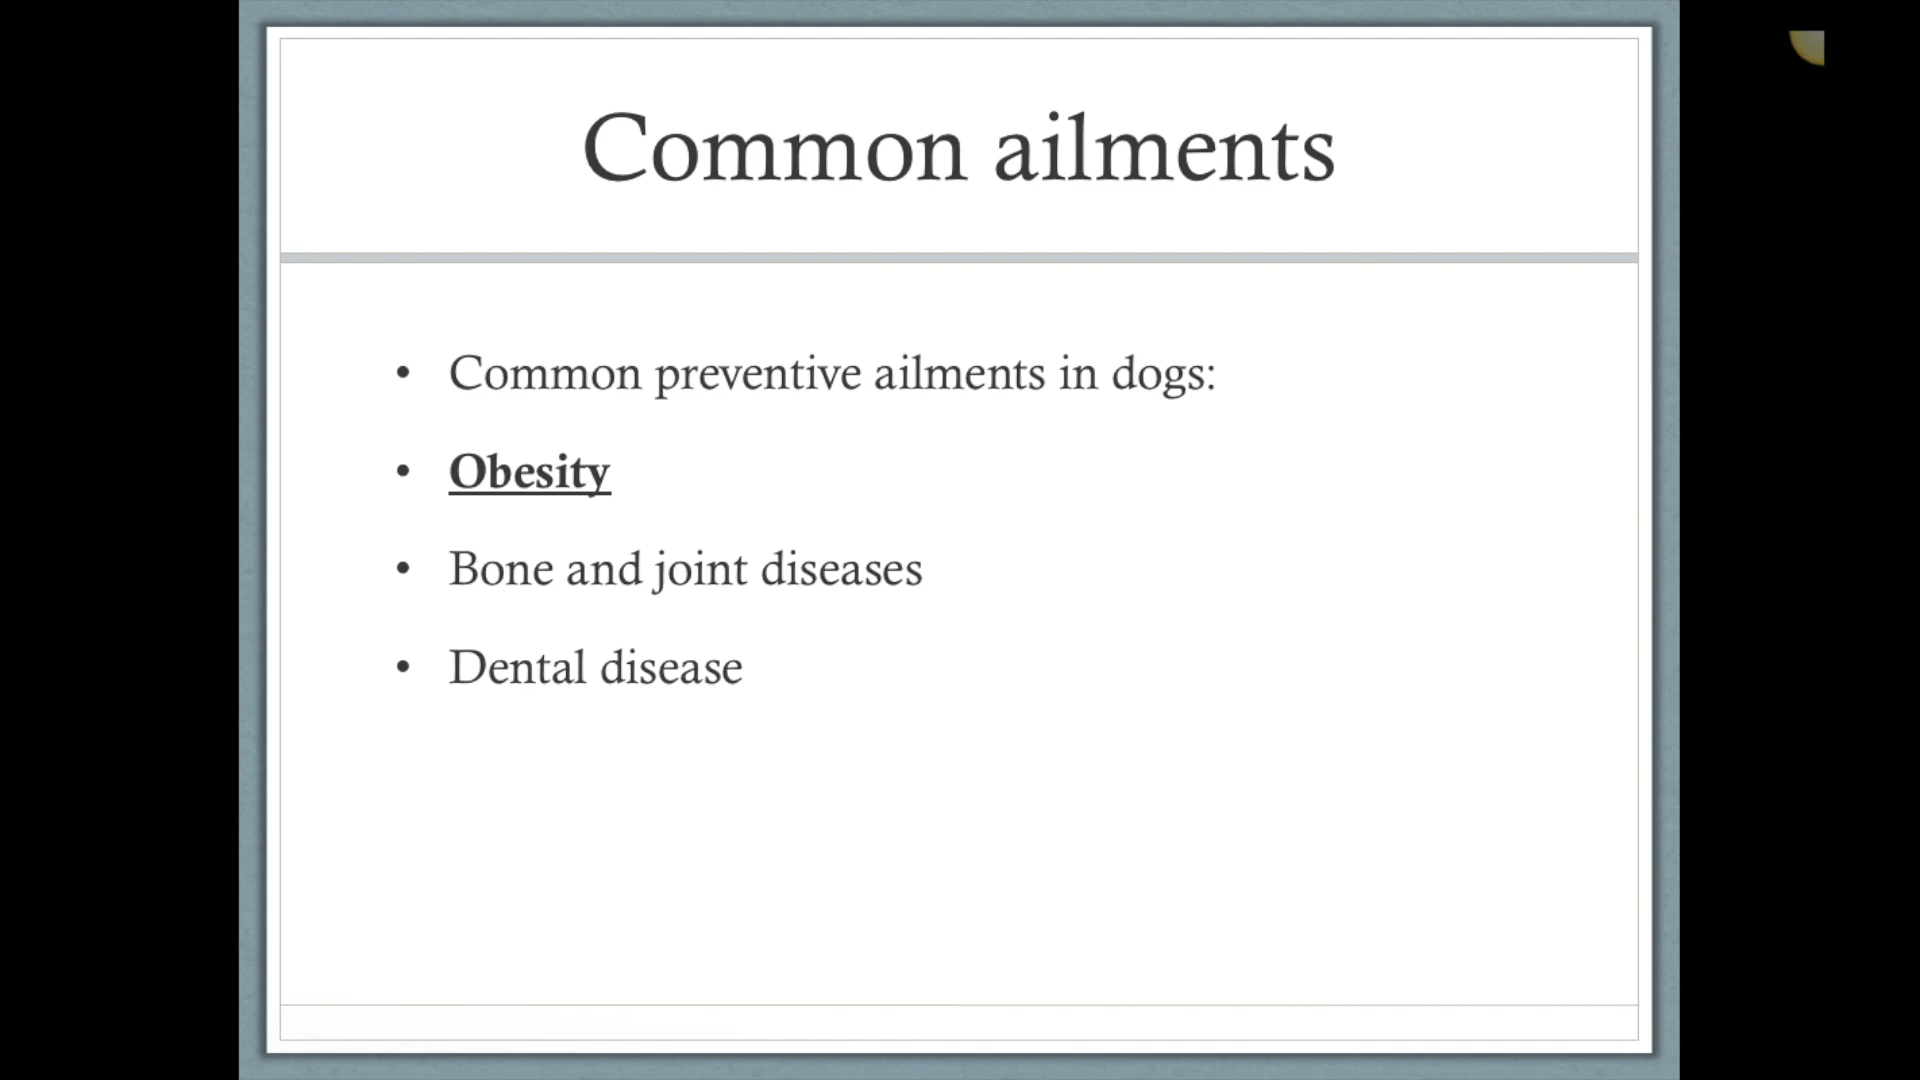 Common ailments
• Common preventive ailments in dogs:
• Obesity
• Bone and joint diseases
• Dental disease